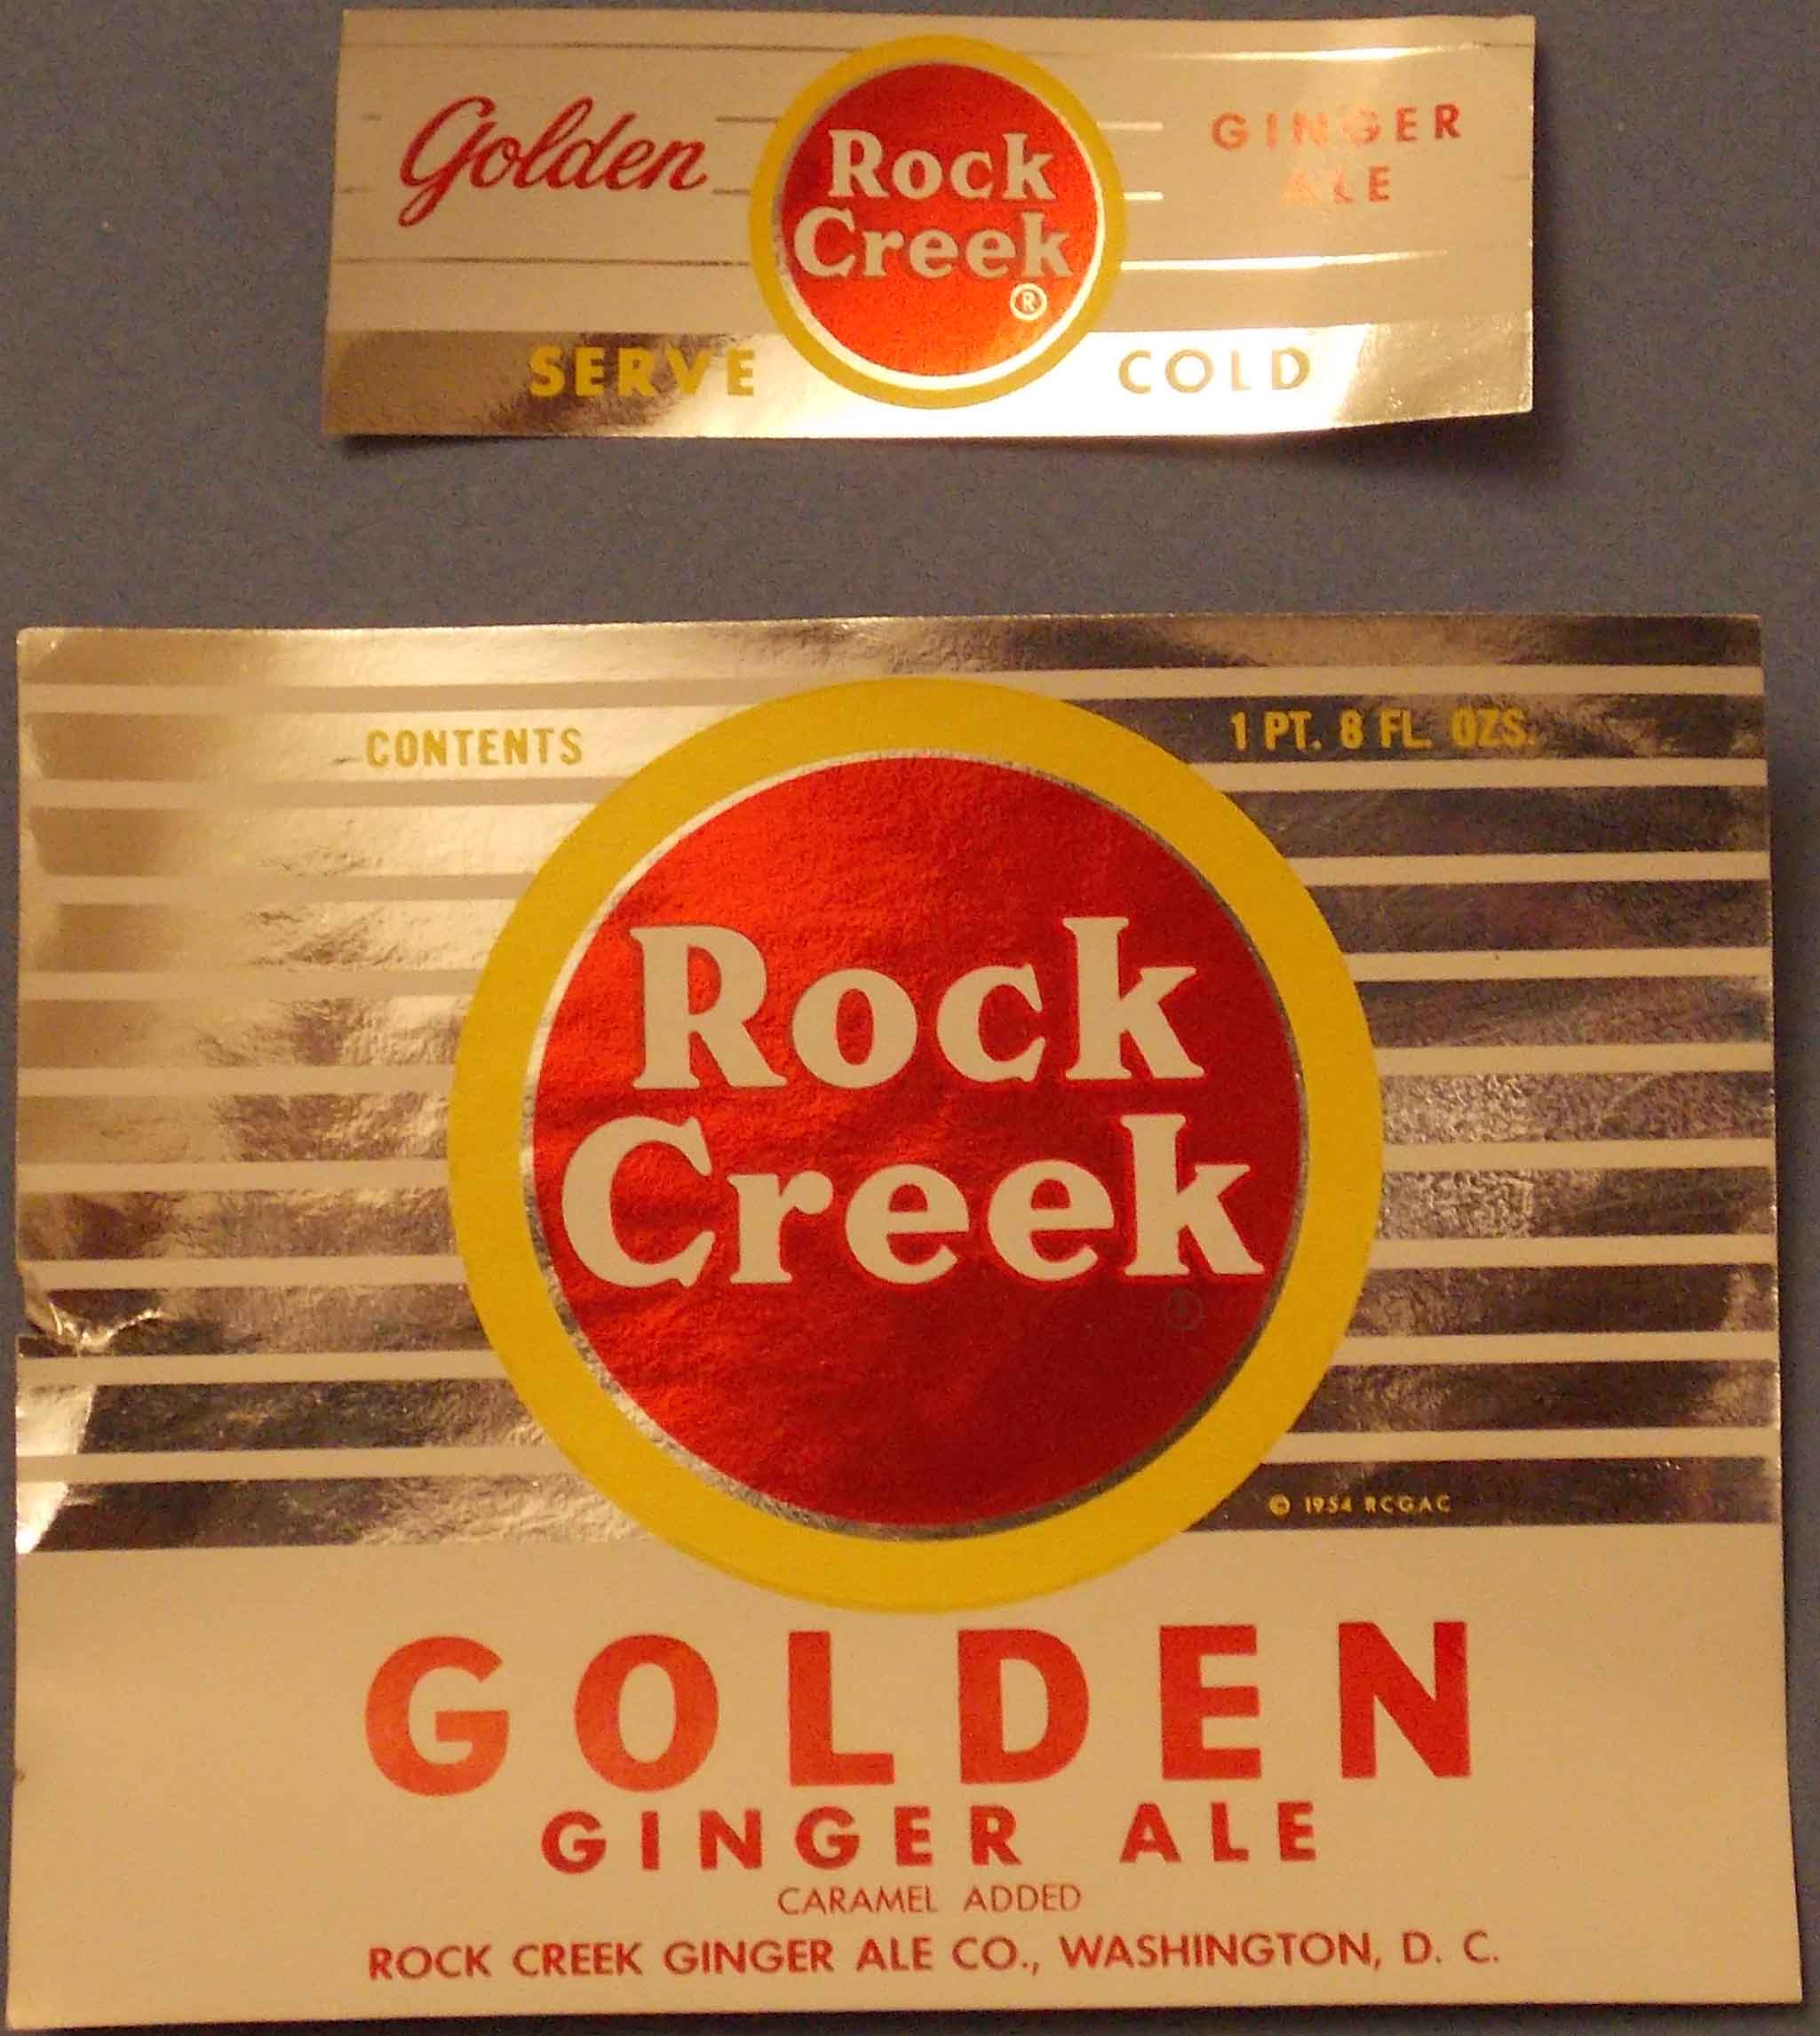 Golden
Rock
Creek
®
GINGER
ALE
SERVE COLD
CONTENTS 1 PT. 8 FL. OZS.
Rock
Creek
®
© 1954 RCGAC
GOLDEN
GINGER ALE
CARAMEL ADDED
ROCK CREEK GINGER ALE CO., WASHINGTON, D. C.